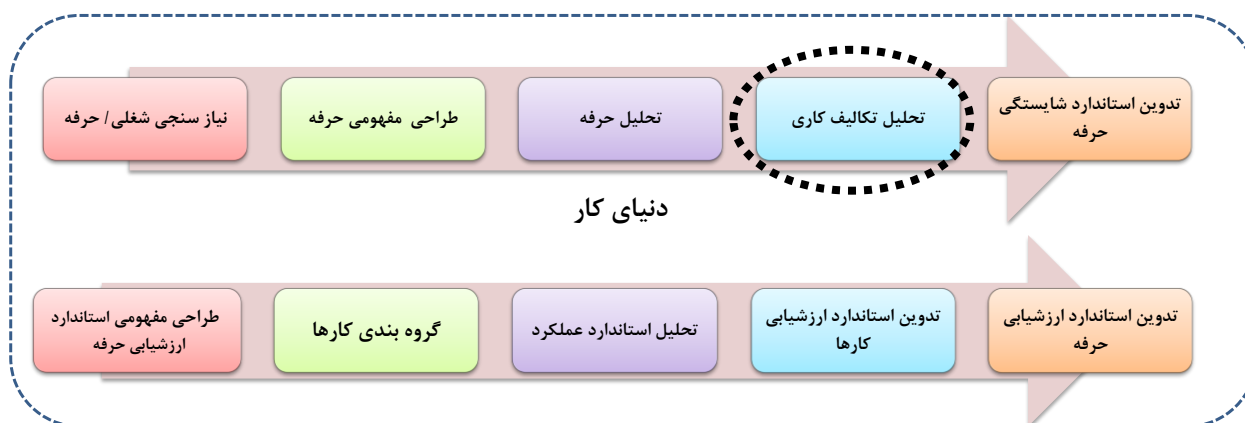 نیاز سنجی شغلی/ حرفه
طراحی مفهومی حرفه
تحلیل حرفه
تحلیل تکالیف کاری
تدوین استاندارد شایستگی
حرفه
دنیای کار
طراحی مفهومی استاندارد
ارزشیابی حرفه
گروه بندی کارها
تحلیل استاندارد عملکرد
تدوین استاندارد ارزشیابی
کارها
تدوین استاندارد ارزشیابی
حرفه